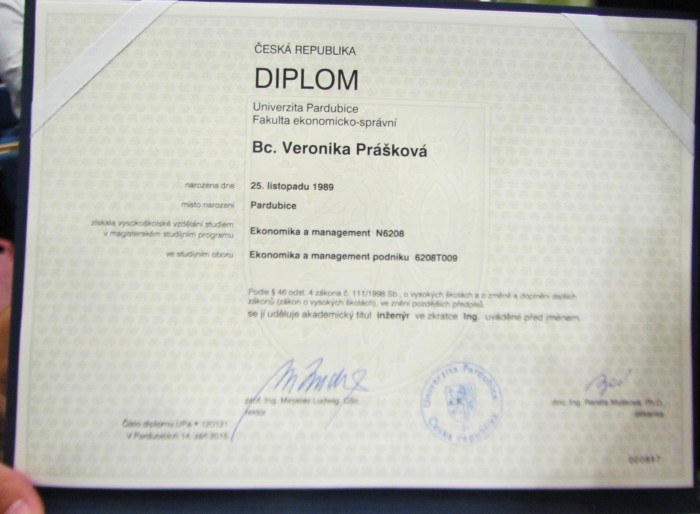 ČESKÁ REPUBLIKA
DIPLOM
Univerzita Pardubice
Fakulta ekonomicko-správní
Bc. Veronika Prášková
narozena dne 25. listopadu 1989
místo narození Pardubice
získala vysokoškolské vzdělání studiem
v magisterském studijním programu Ekonomika a management N6208
ve studijním oboru Ekonomika a management podniku 6208T009
Podle § 46 odst. 4 zákona č. 111/1998 Sb., o vysokých školách a o změně a doplnění dalších
zákonů (zákon o vysokých školách), ve znění pozdějších předpisů,
se jí uděluje akademický titul inženýr ve zkratce Ing. uváděné před jménem.
prof. Ing. Miroslav Ludwig, CSc.
rektor
Univerzita Pardubice
Česká republika
doc. Ing. Renáta Myšková, Ph.D.
děkanka
Číslo diplomu UPa
V Pardubicích 14. září